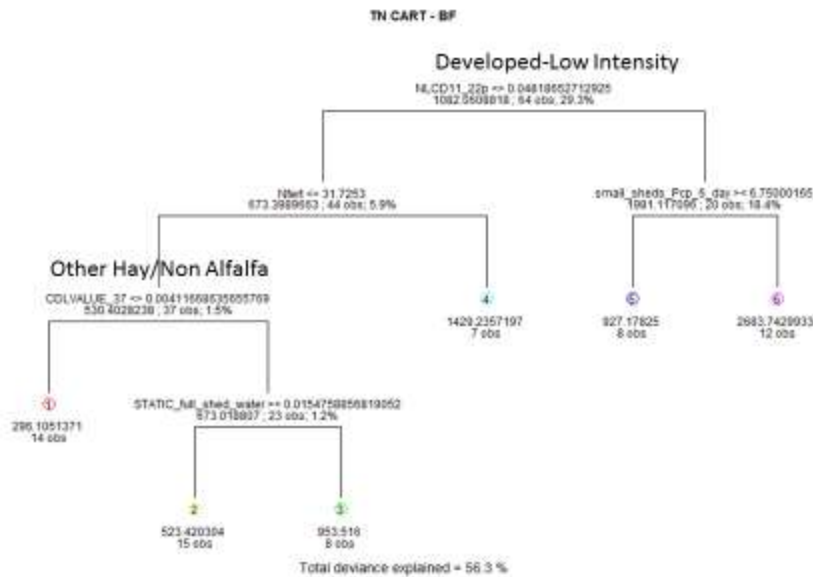 TN CART - BF
Developed-Low Intensity
NLCD11_22p <= 0.04818652712925
1082.5508018 ; 64 obs; 29.3%
Nfert <= 31.7253
673.3989663 ; 44 obs; 5.9%
small_sheds_Pcp_5_day >< 6.75000165
1981.117096 ; 20 obs; 18.4%
Other Hay/Non Alfalfa
CDLVALUE_37 <= 0.00411668635655769
530.4028238 ; 37 obs; 1.5%
4
1429.2357197
7 obs
5
927.17825
8 obs
6
2683.7429933
12 obs
1
296.1051371
14 obs
STATIC_full_shed_water >= 0.0154758856819052
673.018807 ; 23 obs; 1.2%
2
523.420304
15 obs
3
953.516
8 obs
Total deviance explained = 56.3 %